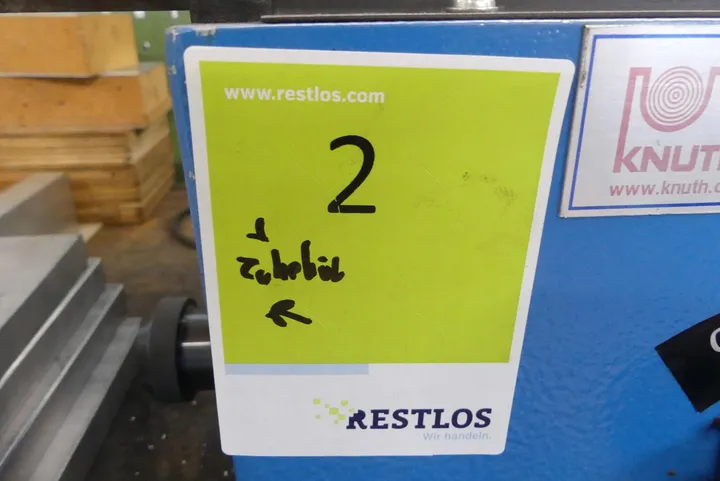 www.restlos.com
2
Zubehör
RESTLOS
Wir handeln.
KNUTH
www.knuth.